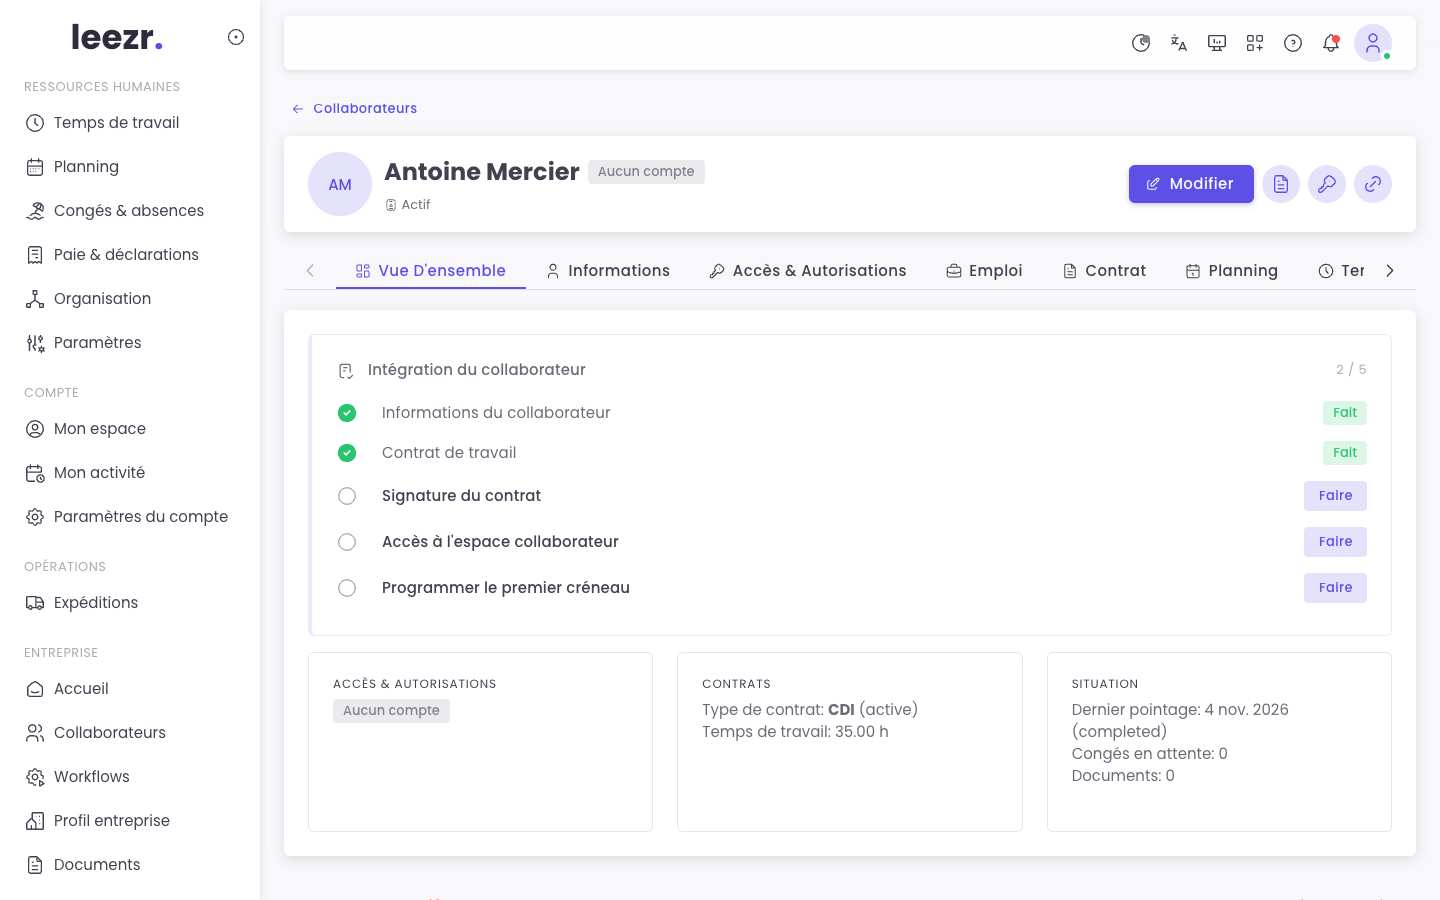 leezr.
RESSOURCES HUMAINES
Temps de travail
Planning
Congés & absences
Paie & déclarations
Organisation
Paramètres
COMPTE
Mon espace
Mon activité
Paramètres du compte
OPÉRATIONS
Expéditions
ENTREPRISE
Accueil
Collaborateurs
Workflows
Profil entreprise
Documents
Collaborateurs
AM
Antoine Mercier
Aucun compte
Actif
Modifier
Vue D'ensemble
Informations
Accès & Autorisations
Emploi
Contrat
Planning
Ter
Intégration du collaborateur
2 / 5
Informations du collaborateur
Fait
Contrat de travail
Fait
Signature du contrat
Faire
Accès à l'espace collaborateur
Faire
Programmer le premier créneau
Faire
ACCÈS & AUTORISATIONS
Aucun compte
CONTRATS
Type de contrat: CDI (active)
Temps de travail: 35.00 h
SITUATION
Dernier pointage: 4 nov. 2026
(completed)
Congés en attente: 0
Documents: 0